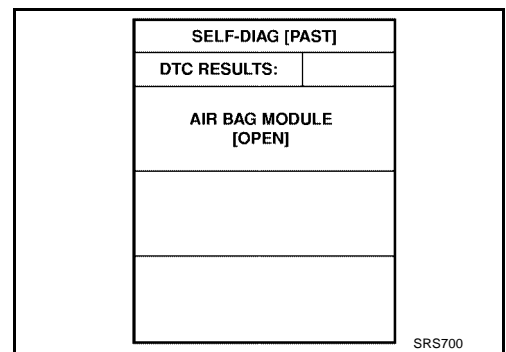 SELF-DIAG [PAST]
DTC RESULTS:
AIR BAG MODULE
[OPEN]
SRS700